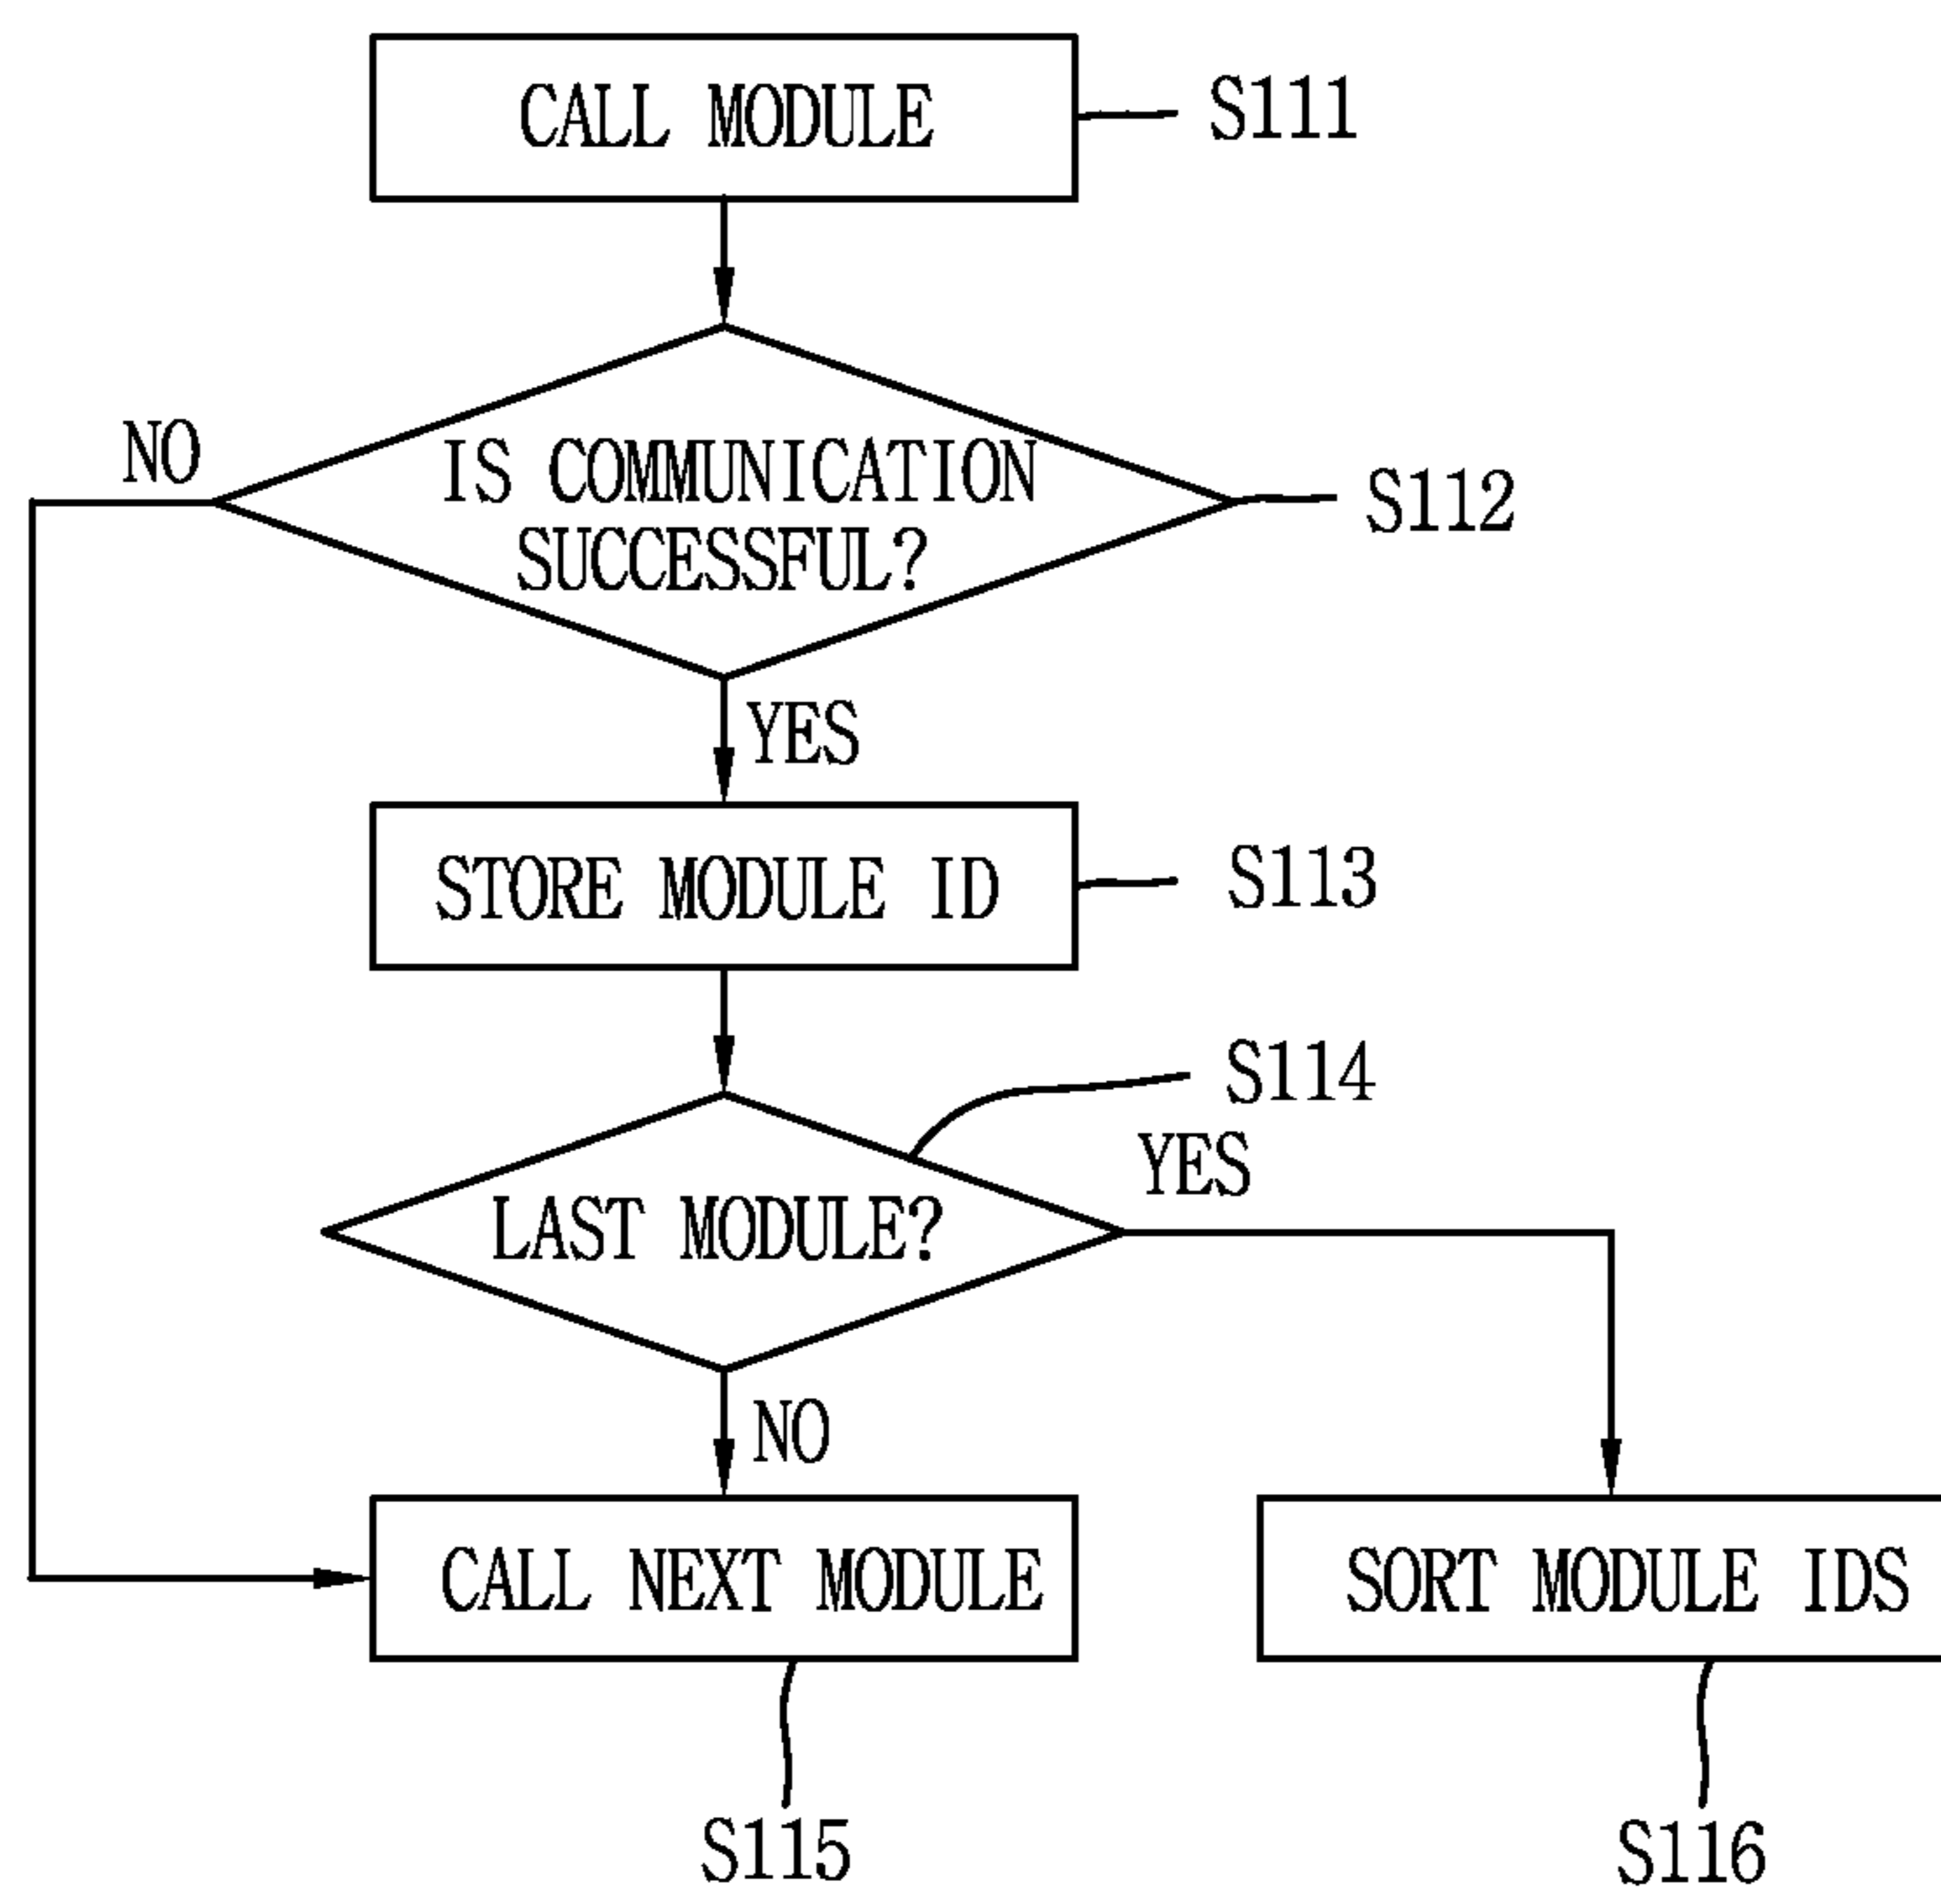 CALL MODULE
S111
NO
IS COMMUNICATION
SUCCESSFUL?
S112
YES
STORE MODULE ID
S113
S114
YES
LAST MODULE?
NO
CALL NEXT MODULE
SORT MODULE IDS
S115
S116